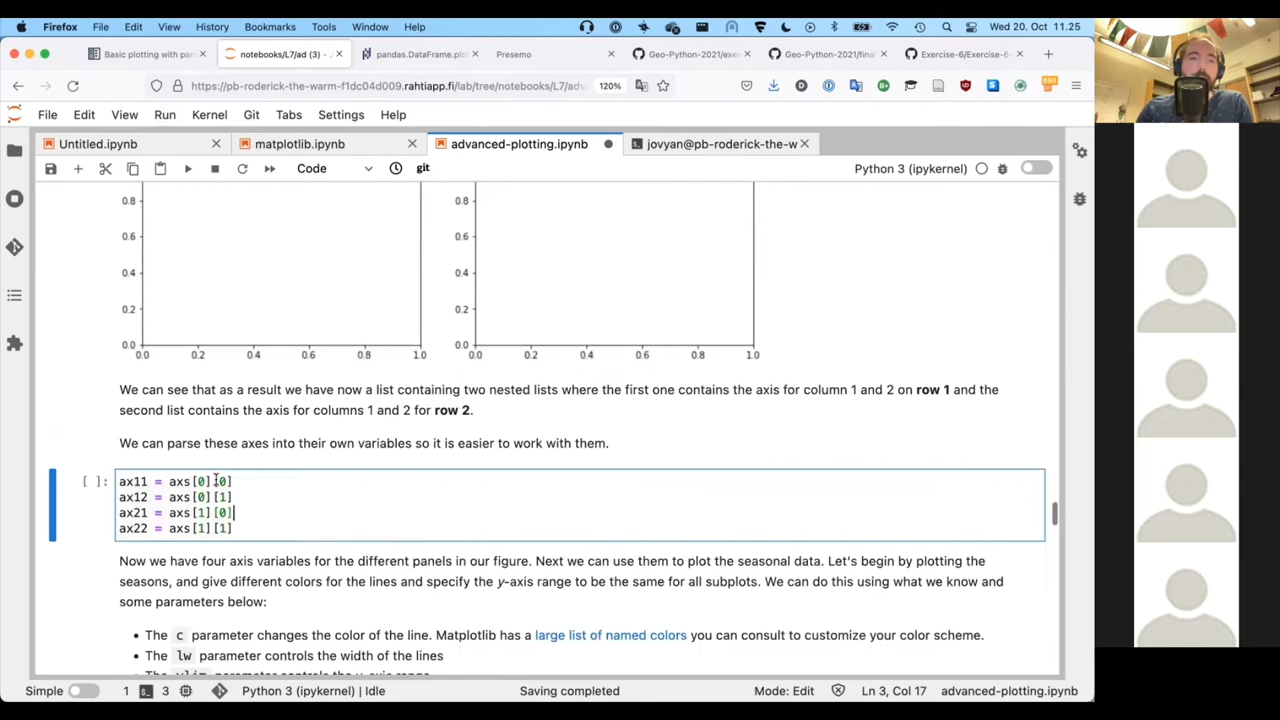 Firefox File Edit View History Bookmarks Tools Window Help Wed 20. Oct 11.25
Basic plotting with pan notebooks/L7/ad (3) - J pandas.DataFrame.plo Presemo Geo-Python-2021/exer Geo-Python-2021/final Exercise-6/Exercise-6-
https://pb-roderick-the-warm-f1dc04d009.rahtiapp.fi/lab/tree/notebooks/L7/adv 120%
File Edit View Run Kernel Git Tabs Settings Help
Untitled.ipynb matplotlib.ipynb advanced-plotting.ipynb jovyan@pb-roderick-the-w
Code git Python 3 (ipykernel)
0.8 0.8
0.6 0.6
0.4 0.4
0.2 0.2
0.0 0.0
0.0 0.2 0.4 0.6 0.8 1.0 0.0 0.2 0.4 0.6 0.8 1.0
We can see that as a result we have now a list containing two nested lists where the first one contains the axis for column 1 and 2 on row 1 and the
second list contains the axis for columns 1 and 2 for row 2.
We can parse these axes into their own variables so it is easier to work with them.
[ ]: ax11 = axs[0][0]
ax12 = axs[0][1]
ax21 = axs[1][0]
ax22 = axs[1][1]
Now we have four axis variables for the different panels in our figure. Next we can use them to plot the seasonal data. Let's begin by plotting the
seasons, and give different colors for the lines and specify the y-axis range to be the same for all subplots. We can do this using what we know and
some parameters below:
• The c parameter changes the color of the line. Matplotlib has a large list of named colors you can consult to customize your color scheme.
• The lw parameter controls the width of the lines
• The ylim parameter controls the y-axis range
Simple 1 3 Python 3 (ipykernel) | Idle Saving completed Mode: Edit Ln 3, Col 17 advanced-plotting.ipynb